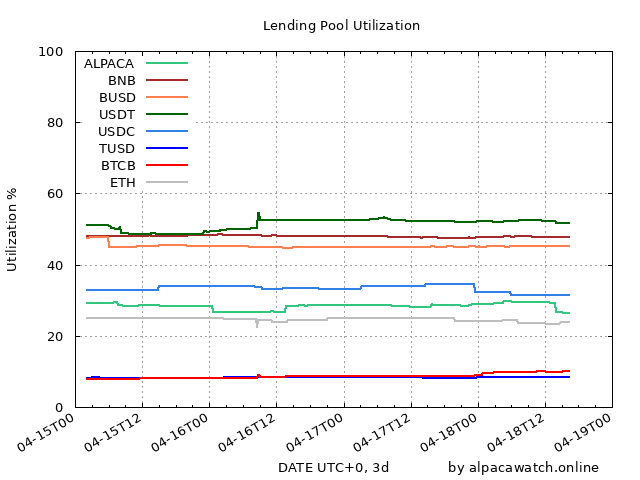 Lending Pool Utilization
100
80
60
40
20
0
Utilization %
ALPACA
BNB
BUSD
USDT
USDC
TUSD
BTCB
ETH
04-15T00
04-15T12
04-16T00
04-16T12
04-17T00
04-17T12
04-18T00
04-18T12
04-19T00
DATE UTC+0, 3d
by alpacawatch.online